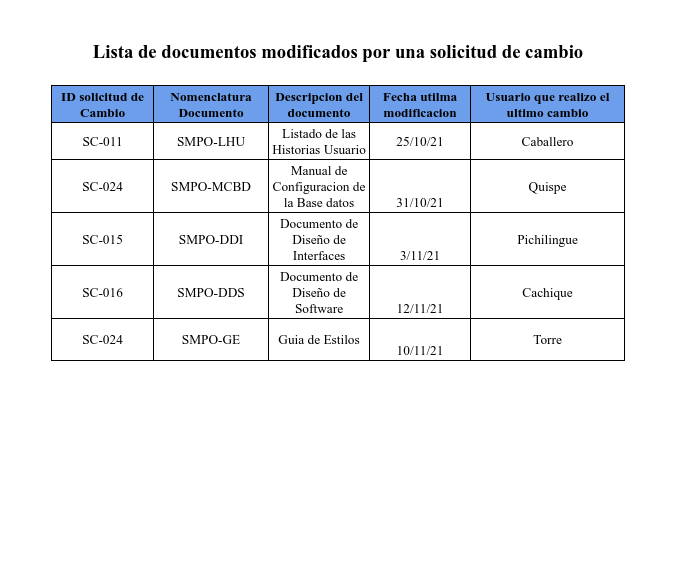 Lista de documentos modificados por una solicitud de cambio
ID solicitud de Cambio | Nomenclatura Documento | Descripcion del documento | Fecha utilma modificacion | Usuario que realizo el ultimo cambio
SC-011 | SMPO-LHU | Listado de las Historias Usuario | 25/10/21 | Caballero
SC-024 | SMPO-MCBD | Manual de Configuracion de la Base datos | 31/10/21 | Quispe
SC-015 | SMPO-DDI | Documento de Diseño de Interfaces | 3/11/21 | Pichilingue
SC-016 | SMPO-DDS | Documento de Diseño de Software | 12/11/21 | Cachique
SC-024 | SMPO-GE | Guia de Estilos | 10/11/21 | Torre